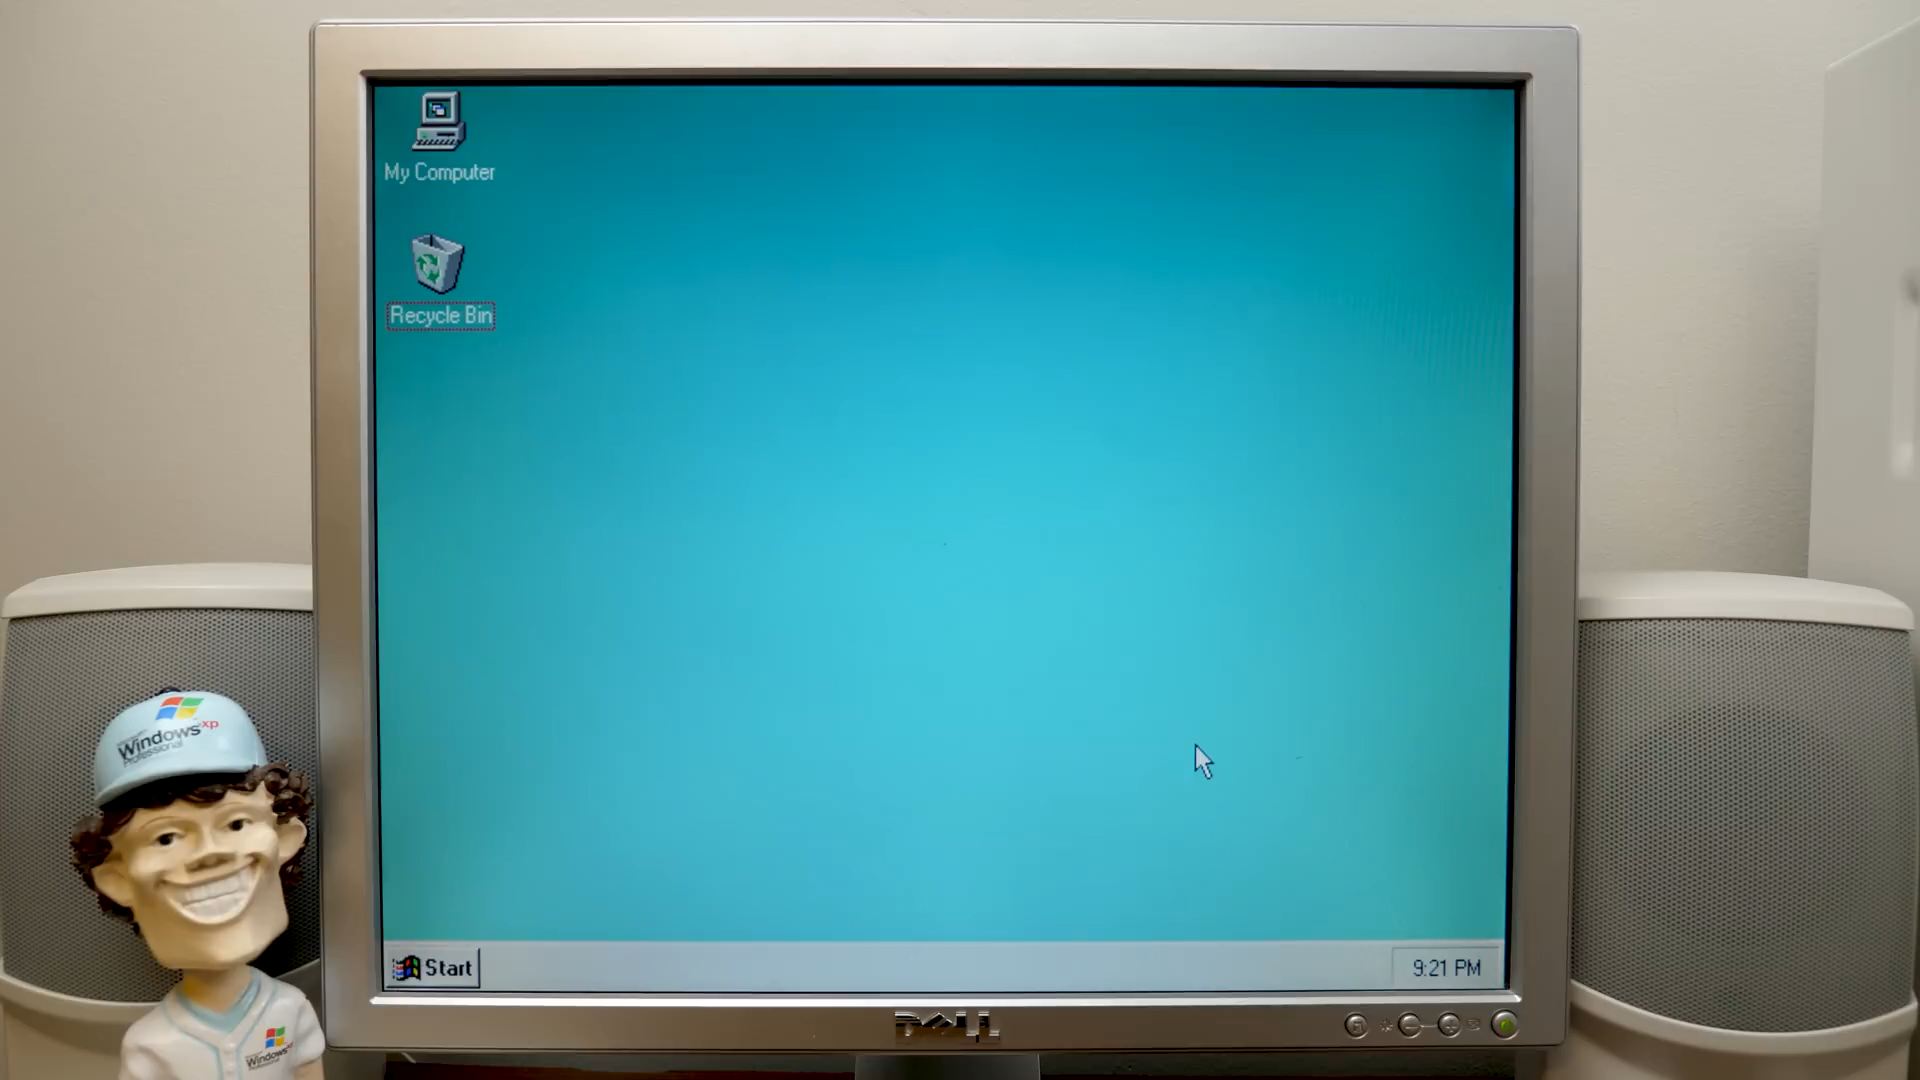 My Computer
Recycle Bin
Start
9:21 PM
DELL
Windows xp
Professional
Windows